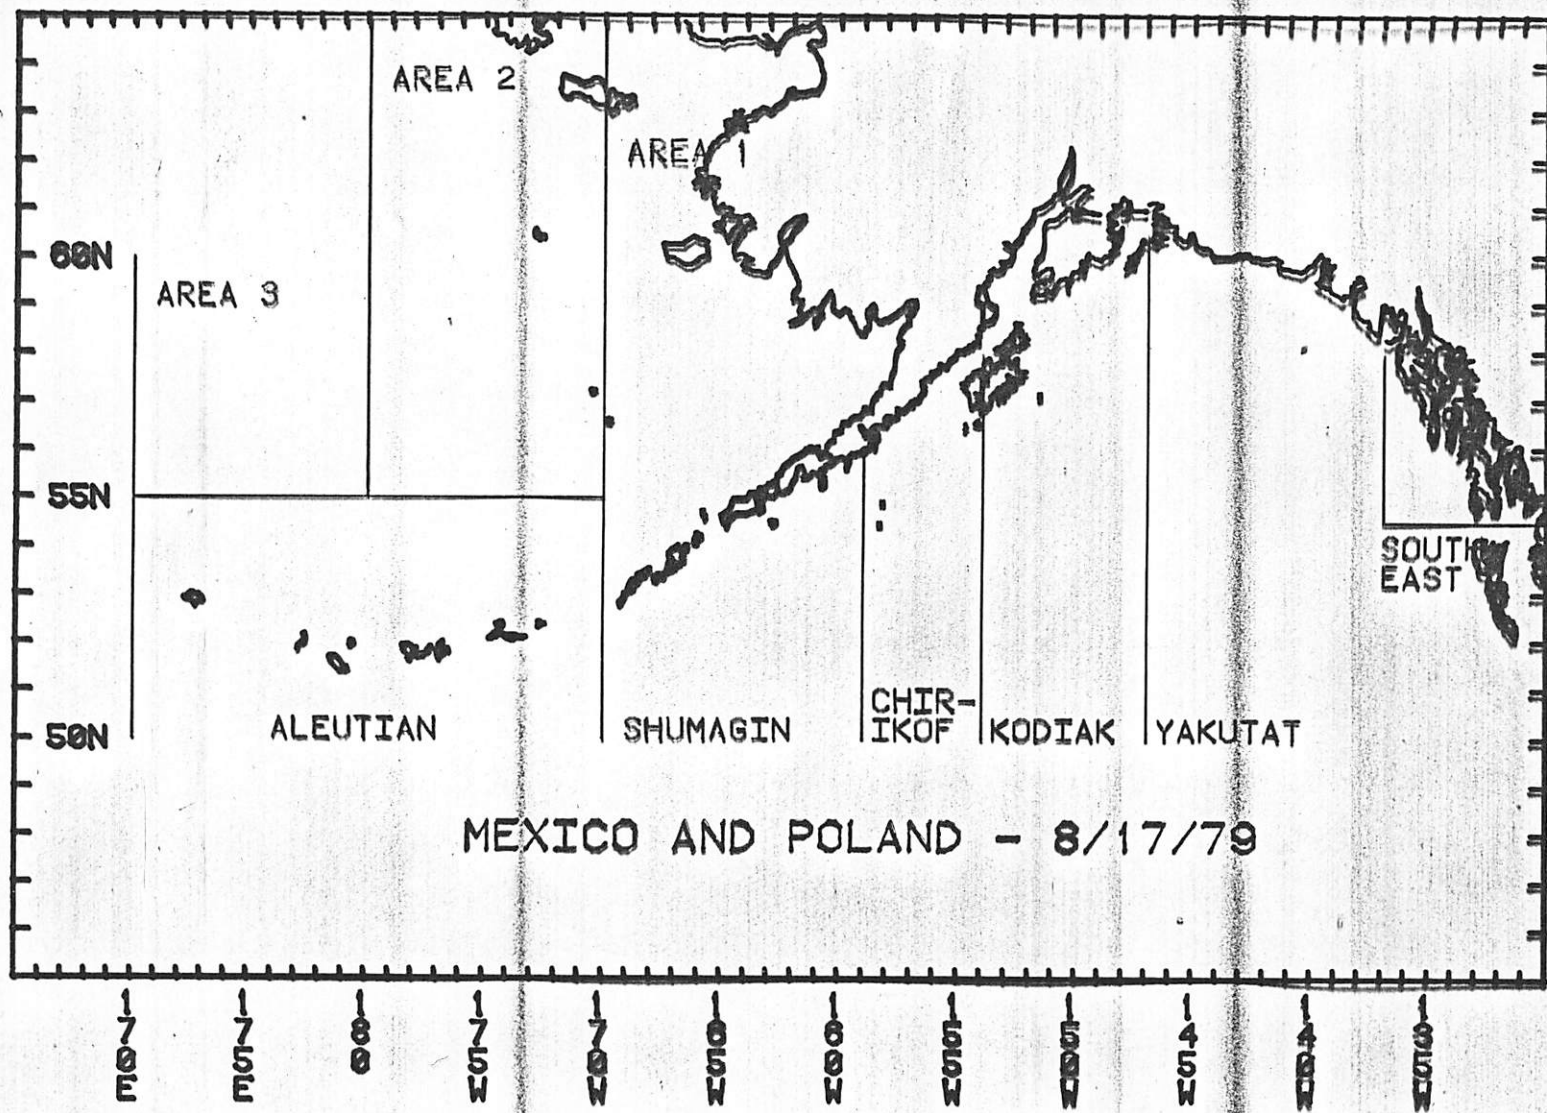 AREA 2
AREA 1
60N
AREA 3
55N
SOUTH
EAST
50N
ALEUTIAN
SHUMAGIN
CHIR-
IKOF
KODIAK
YAKUTAT
MEXICO AND POLAND - 8/17/79
170E
175E
180
175W
170W
165W
160W
155W
150W
145W
140W
135W